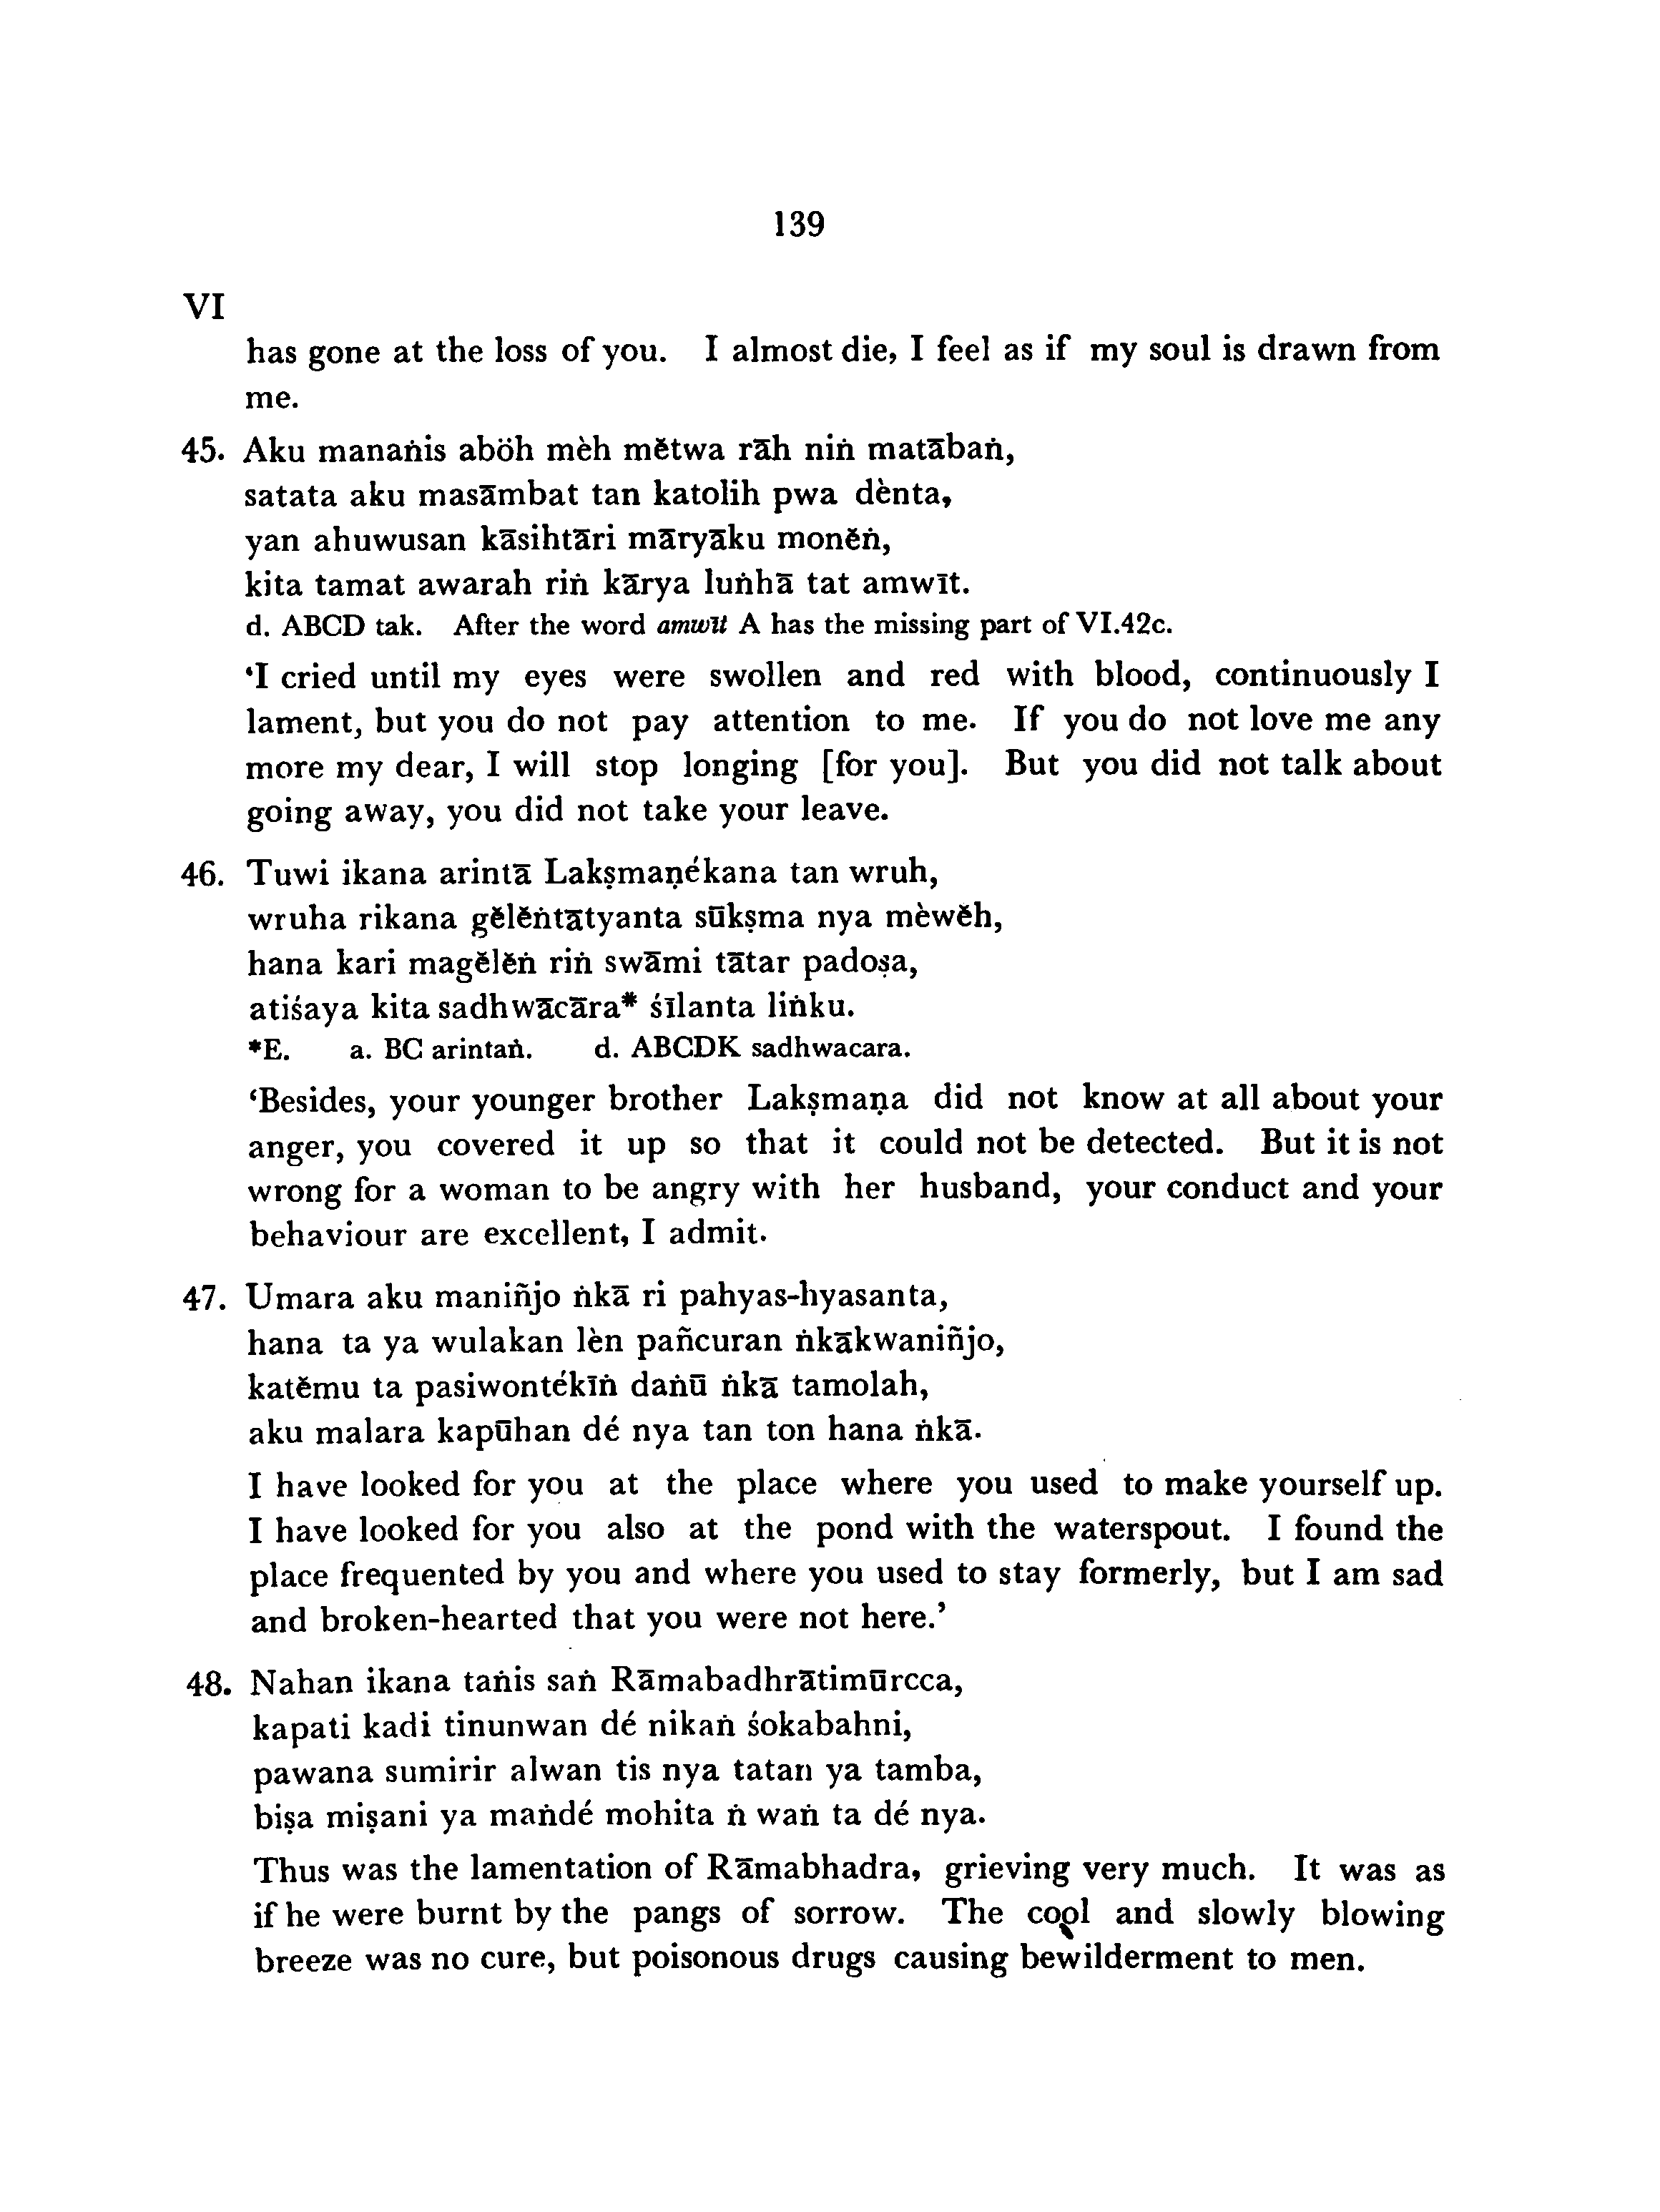 139
VI
has gone at the loss of you. I almost die, I feel as if my soul is drawn from
me.
45. Aku manaṅis aböh mèh mĕtwa rāh niṅ matābaṅ,
satata aku masāmbat tan katolih pwa dènta,
yan ahuwusan kāsihtāri māryāku monĕṅ,
kita tamat awarah riṅ kārya luṅhā tat amwīt.
d. ABCD tak. After the word amwīt A has the missing part of VI.42c.
‘I cried until my eyes were swollen and red with blood, continuously I
lament, but you do not pay attention to me. If you do not love me any
more my dear, I will stop longing [for you]. But you did not talk about
going away, you did not take your leave.
46. Tuwi ikana arintā Lakṣmaṇékana tan wruh,
wruha rikana gĕlĕṅtātyanta sūkṣma nya mèwĕh,
hana kari magĕlĕṅ riṅ swāmi tātar padoṣa,
atiśaya kita sadhwācāra* śīlanta liṅku.
*E. a. BC arintaṅ. d. ABCDK sadhwacara.
‘Besides, your younger brother Lakṣmaṇa did not know at all about your
anger, you covered it up so that it could not be detected. But it is not
wrong for a woman to be angry with her husband, your conduct and your
behaviour are excellent, I admit.
47. Umara aku maniñjo ṅkā ri pahyas-hyasanta,
hana ta ya wulakan lèn pañcuran ṅkākwaniñjo,
katĕmu ta pasiwontékīṅ daṅū ṅkā tamolah,
aku malara kapūhan dé nya tan ton hana ṅkā.
I have looked for you at the place where you used to make yourself up.
I have looked for you also at the pond with the waterspout. I found the
place frequented by you and where you used to stay formerly, but I am sad
and broken-hearted that you were not here.’
48. Nahan ikana taṅis saṅ Rāmabadhrātimūrcca,
kapati kadi tinunwan dé nikaṅ śokabahni,
pawana sumirir alwan tis nya tatan ya tamba,
biṣa miṣani ya maṅdé mohita ṅ waṅ ta dé nya.
Thus was the lamentation of Rāmabhadra, grieving very much. It was as
if he were burnt by the pangs of sorrow. The cool and slowly blowing
breeze was no cure, but poisonous drugs causing bewilderment to men.